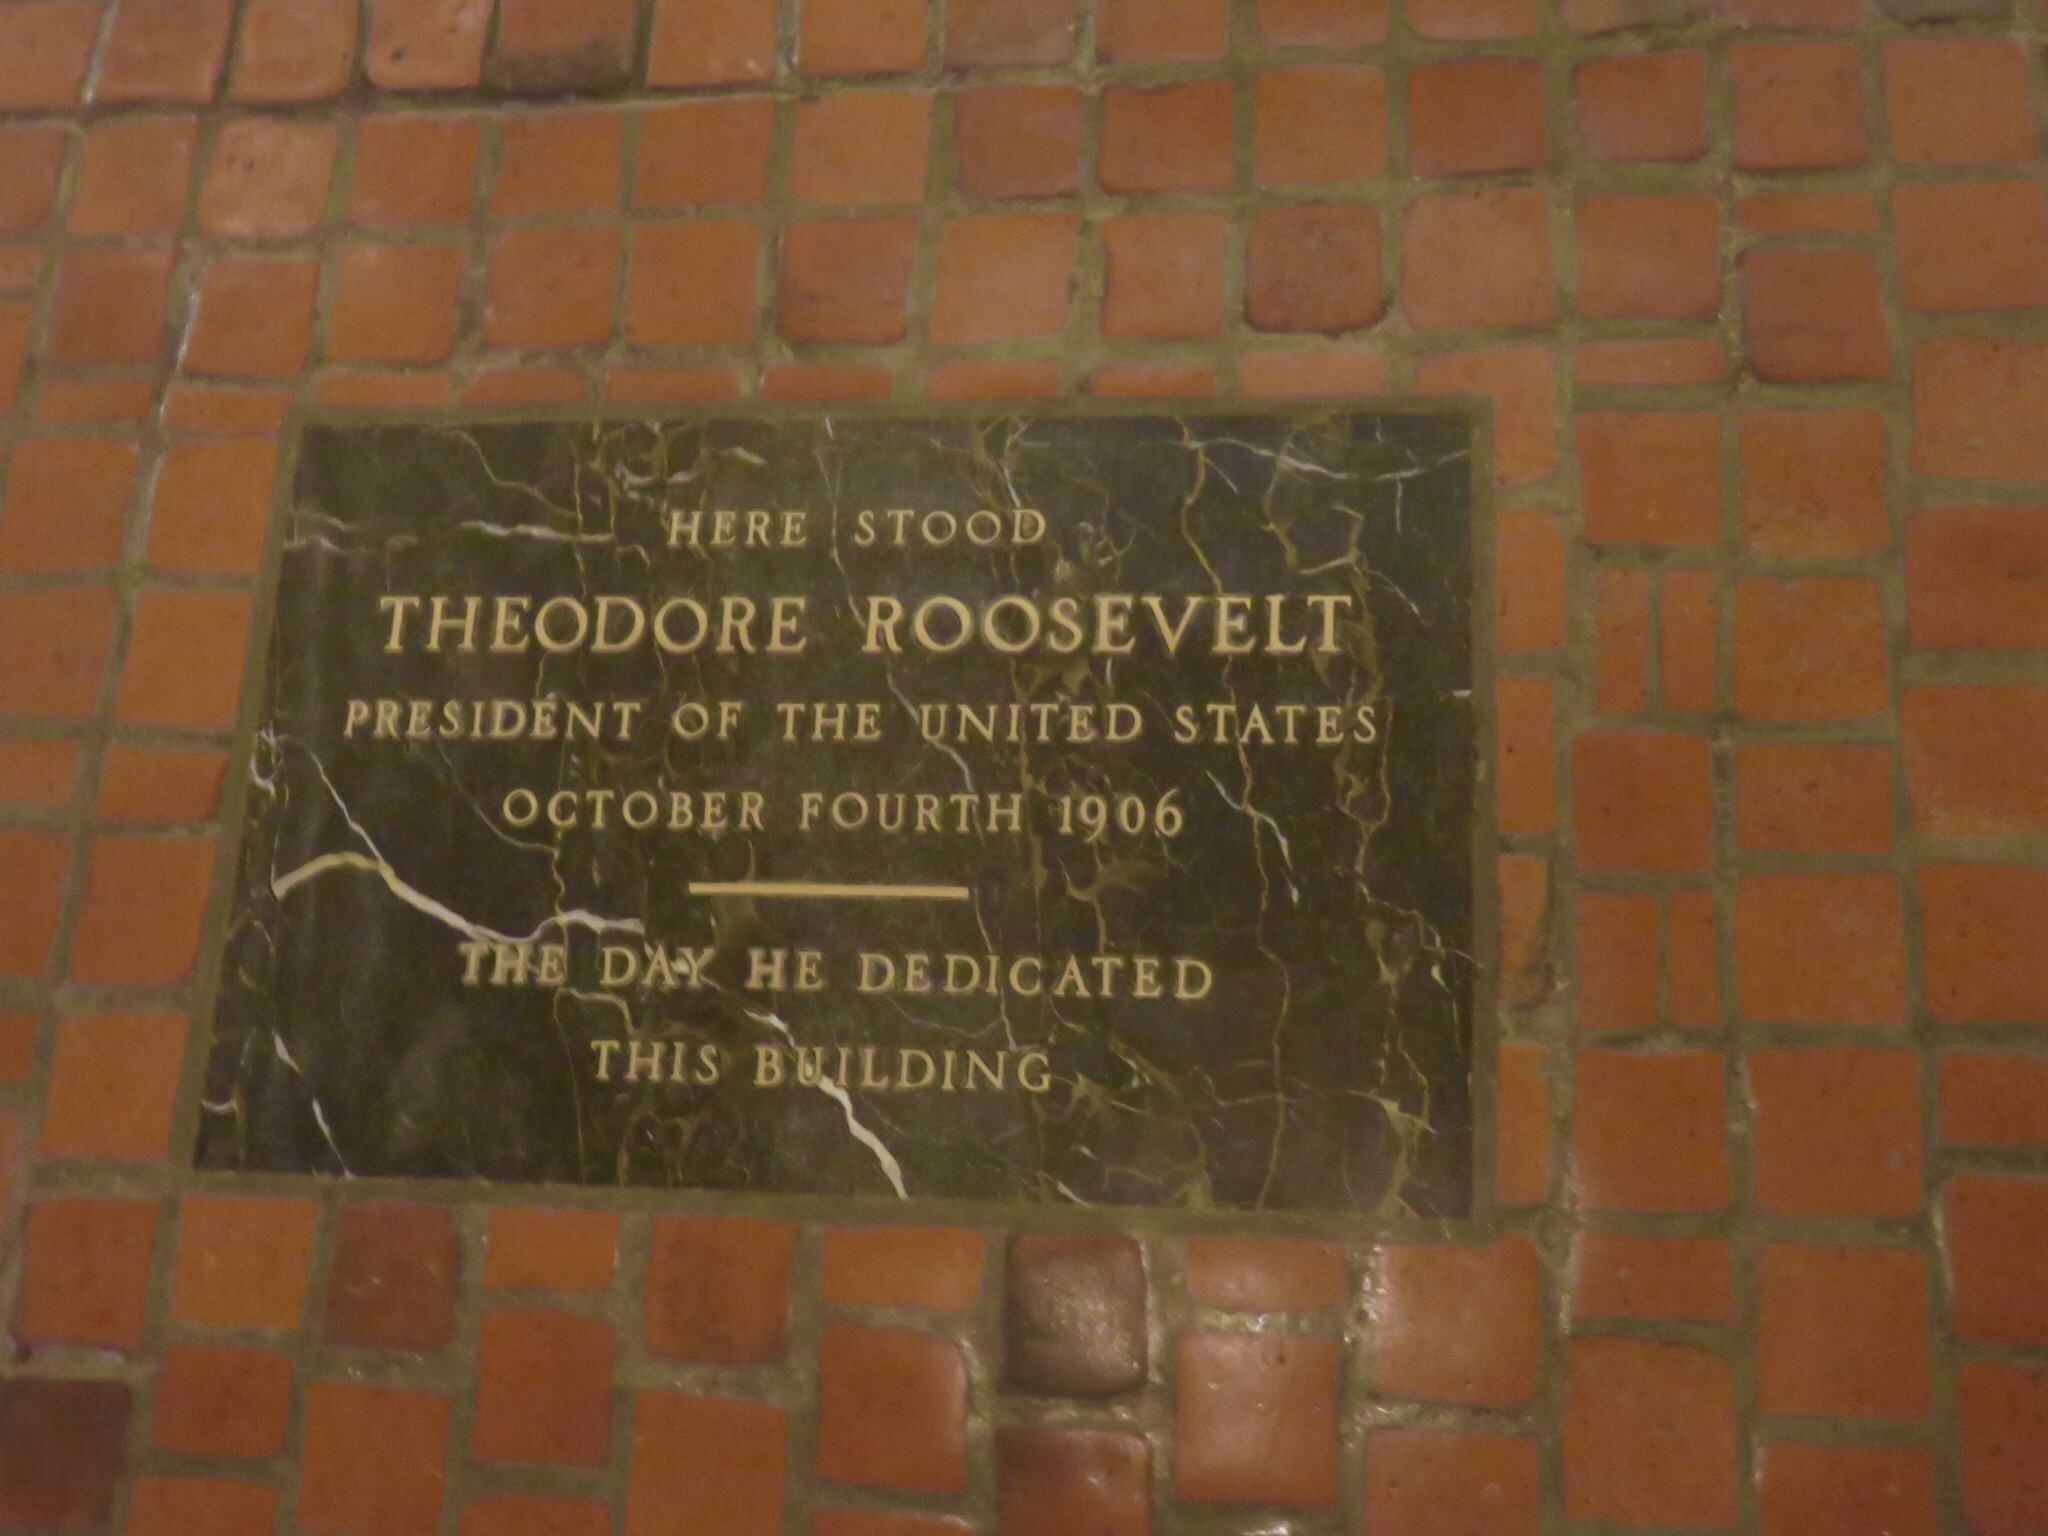 HERE STOOD
THEODORE ROOSEVELT
PRESIDENT OF THE UNITED STATES
OCTOBER FOURTH 1906
THE DAY HE DEDICATED
THIS BUILDING